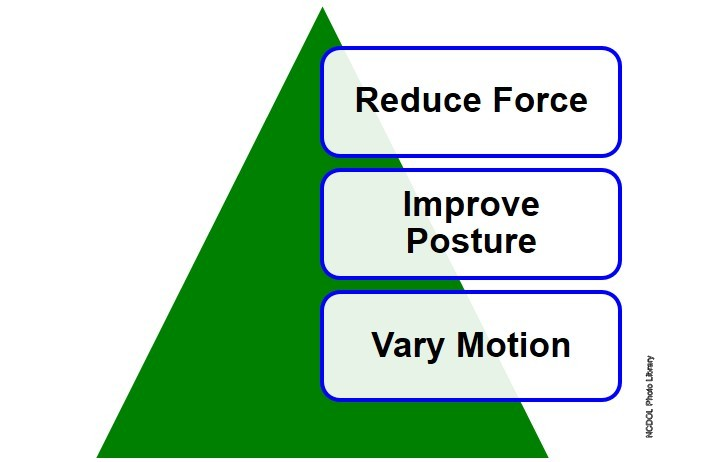 Reduce Force
Improve
Posture
Vary Motion
NCDOL Photo Library